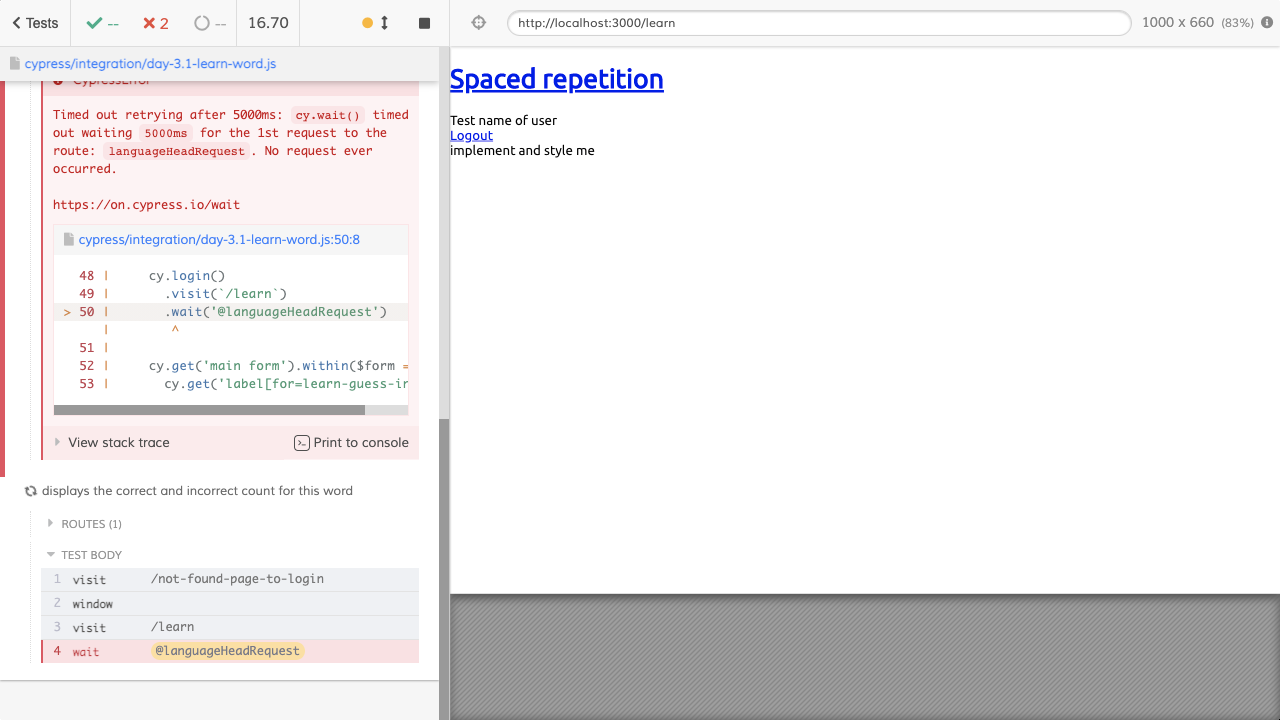 Tests
--
2
--
16.70
http://localhost:3000/learn
1000 x 660 (83%)
cypress/integration/day-3.1-learn-word.js
CypressError
Timed out retrying after 5000ms: cy.wait() timed
out waiting 5000ms for the 1st request to the
route: languageHeadRequest. No request ever
occurred.
https://on.cypress.io/wait
cypress/integration/day-3.1-learn-word.js:50:8
48 | cy.login()
49 | .visit(`/learn`)
> 50 | .wait('@languageHeadRequest')
| ^
51 |
52 | cy.get('main form').within($form =
53 | cy.get('label[for=learn-guess-in
View stack trace
Print to console
displays the correct and incorrect count for this word
ROUTES (1)
TEST BODY
1 visit /not-found-page-to-login
2 window
3 visit /learn
4 wait @languageHeadRequest
Spaced repetition
Test name of user
Logout
implement and style me